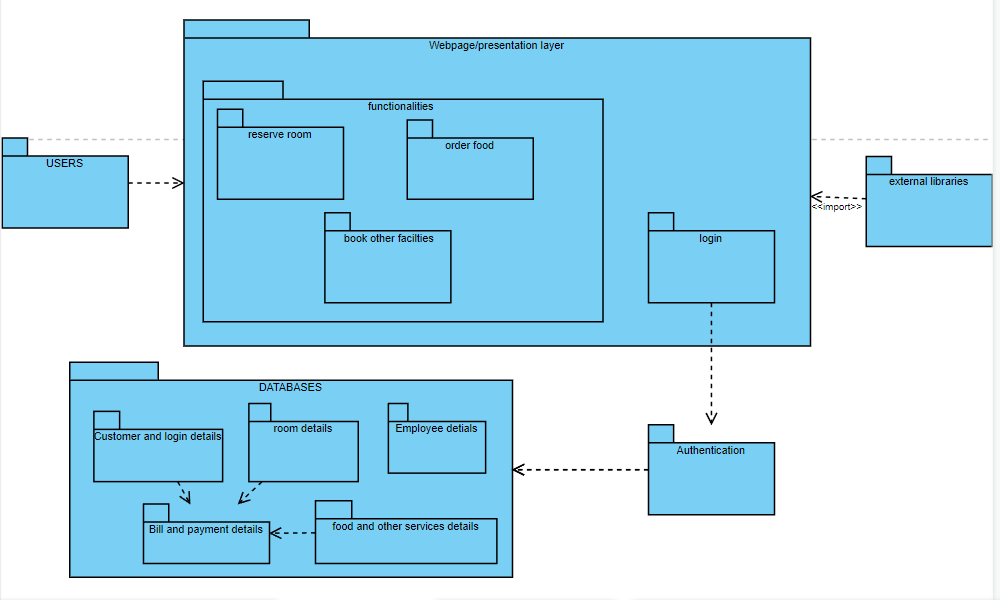 Webpage/presentation layer
functionalities
reserve room
order food
USERS
external libraries
<<import>>
book other facilties
login
DATABASES
Customer and login details
room details
Employee detials
Authentication
Bill and payment details
food and other services details